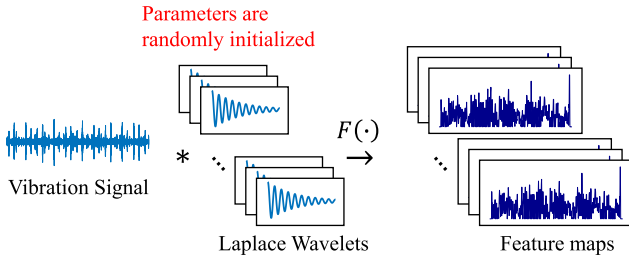 Parameters are
randomly initialized
F(·)
* ⋱ → ⋱
Vibration Signal
Laplace Wavelets
Feature maps